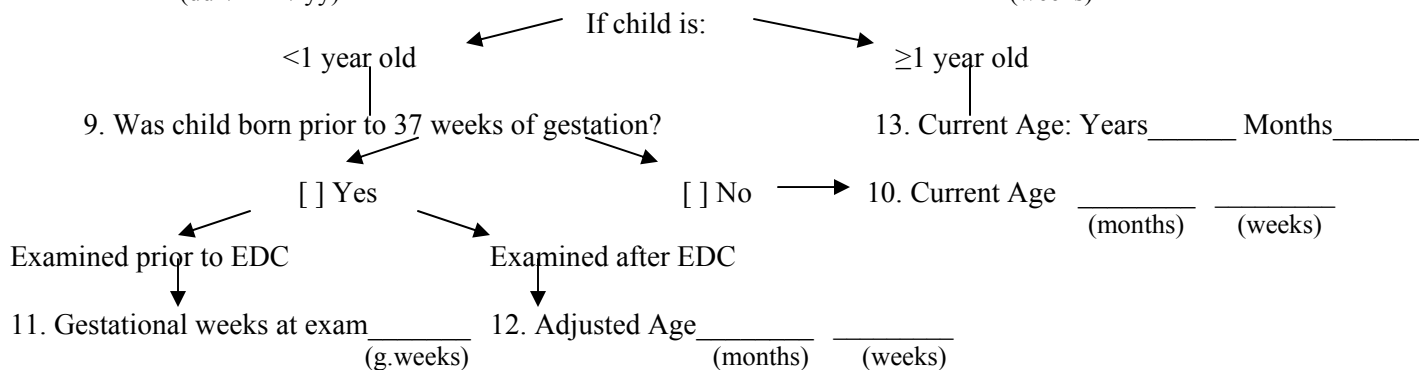 If child is:
<1 year old ≥1 year old
9. Was child born prior to 37 weeks of gestation? 13. Current Age: Years______ Months______
[ ] Yes [ ] No 10. Current Age ________ ________
(months) (weeks)
Examined prior to EDC Examined after EDC
11. Gestational weeks at exam_______ 12. Adjusted Age________ ________
(g.weeks) (months) (weeks)